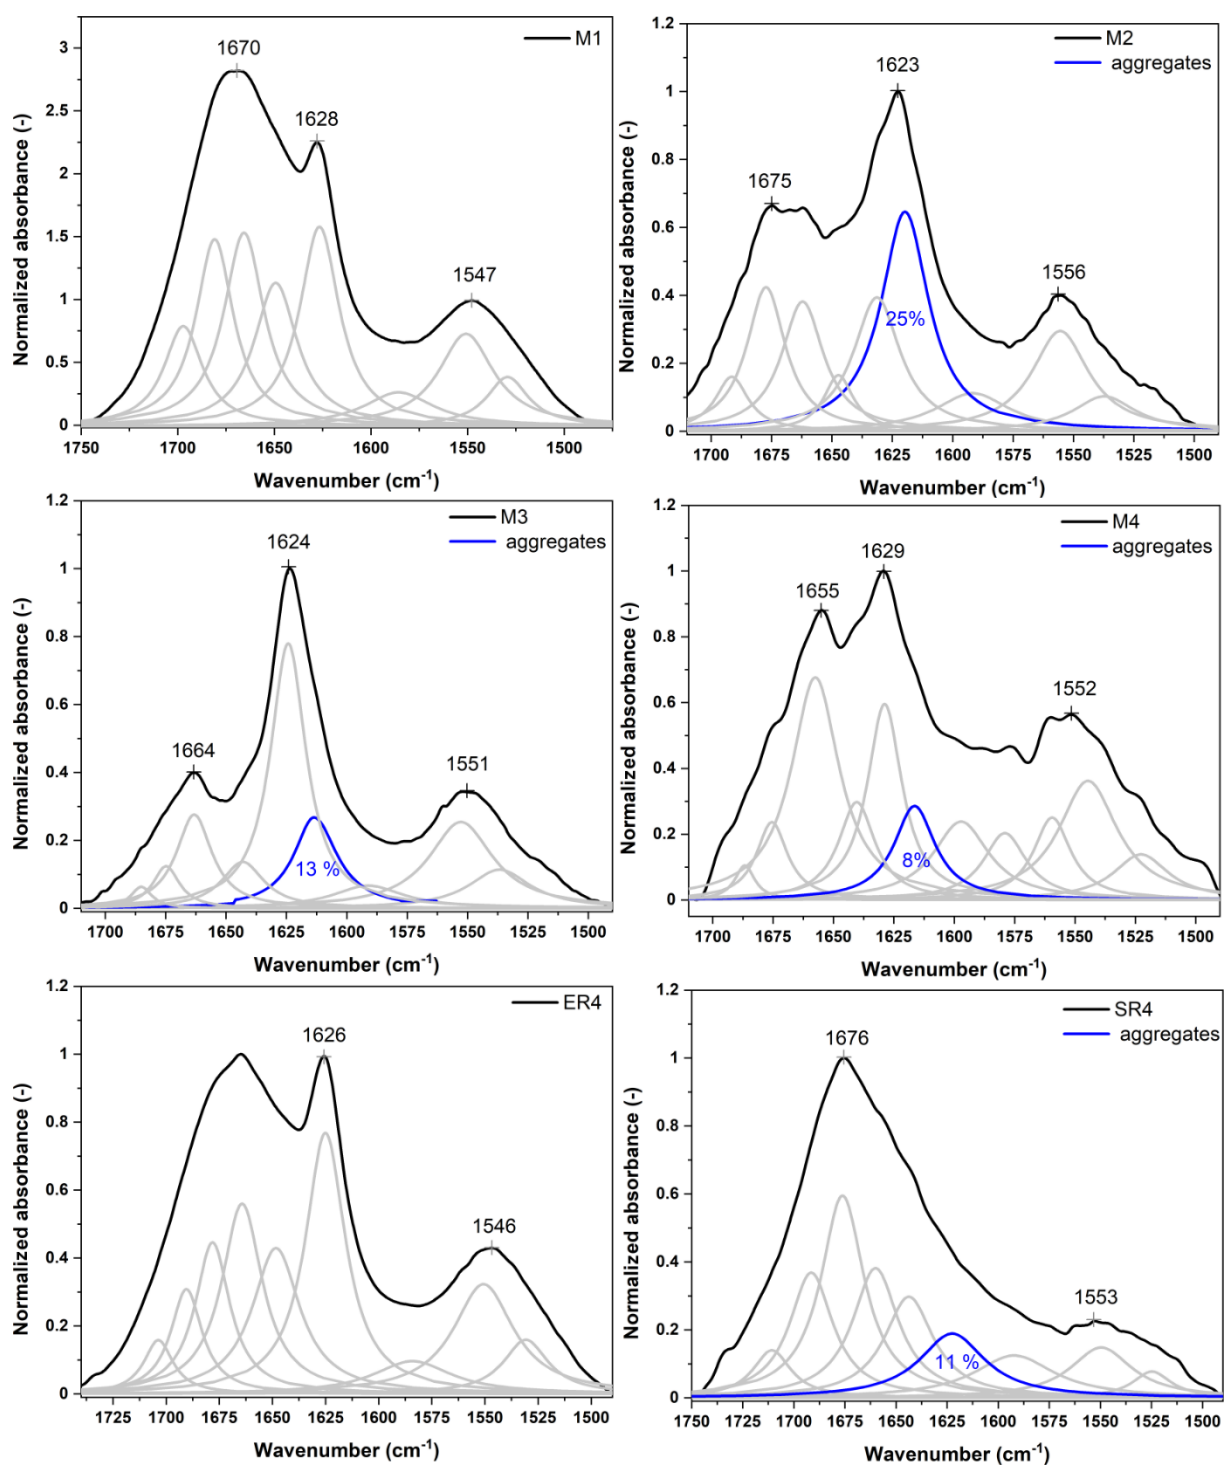 M1
1670
1628
1547
3
2.5
2
1.5
1
0.5
0
Normalized absorbance (-)
1750 1700 1650 1600 1550 1500
Wavenumber (cm-1)
M2
aggregates
1623
1675
1556
25%
1.2
1
0.8
0.6
0.4
0.2
0
Normalized absorbance (-)
1700 1675 1650 1625 1600 1575 1550 1525 1500
Wavenumber (cm-1)
M3
aggregates
1624
1664
1551
13 %
1.2
1
0.8
0.6
0.4
0.2
0
Normalized absorbance (-)
1700 1675 1650 1625 1600 1575 1550 1525 1500
Wavenumber (cm-1)
M4
aggregates
1655
1629
1552
8%
1.2
1
0.8
0.6
0.4
0.2
0
Normalized absorbance (-)
1700 1675 1650 1625 1600 1575 1550 1525 1500
Wavenumber (cm-1)
ER4
1626
1546
1.2
1
0.8
0.6
0.4
0.2
0
Normalized absorbance (-)
1725 1700 1675 1650 1625 1600 1575 1550 1525 1500
Wavenumber (cm-1)
SR4
aggregates
1676
1553
11 %
1.2
1
0.8
0.6
0.4
0.2
0
Normalized absorbance (-)
1750 1725 1700 1675 1650 1625 1600 1575 1550 1525 1500
Wavenumber (cm-1)